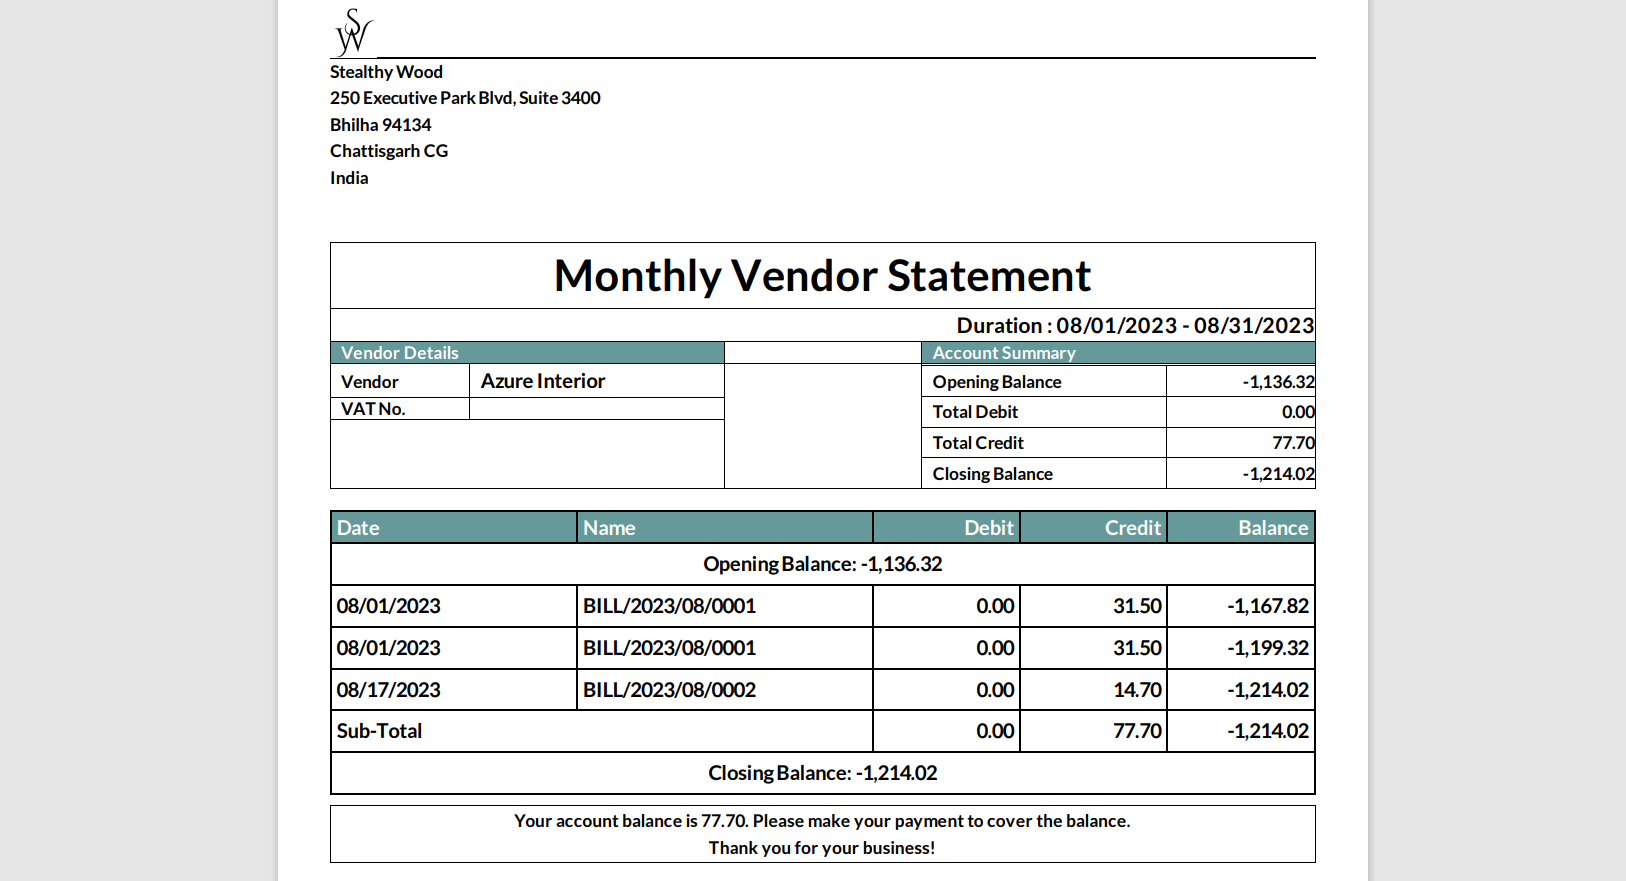 SW
Stealthy Wood
250 Executive Park Blvd, Suite 3400
Bhilha 94134
Chattisgarh CG
India
Monthly Vendor Statement
Duration : 08/01/2023 - 08/31/2023
Vendor Details Account Summary
Vendor Azure Interior Opening Balance -1,136.32
VAT No. Total Debit 0.00
Total Credit 77.70
Closing Balance -1,214.02
Date Name Debit Credit Balance
Opening Balance: -1,136.32
08/01/2023 BILL/2023/08/0001 0.00 31.50 -1,167.82
08/01/2023 BILL/2023/08/0001 0.00 31.50 -1,199.32
08/17/2023 BILL/2023/08/0002 0.00 14.70 -1,214.02
Sub-Total 0.00 77.70 -1,214.02
Closing Balance: -1,214.02
Your account balance is 77.70. Please make your payment to cover the balance.
Thank you for your business!